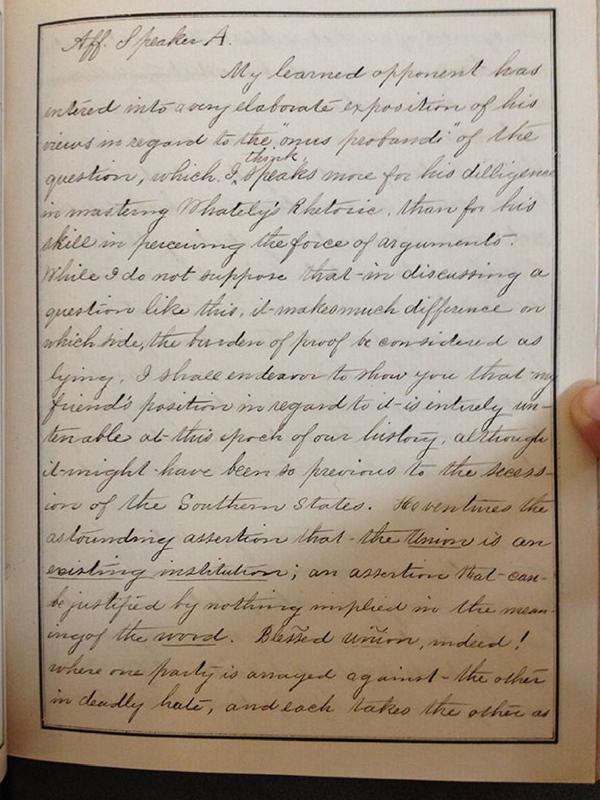 Aff. Speaker A.
My learned opponent has
entered into a very elaborate exposition of his
views in regard to the "onus probandi" of the
think
question, which, I, speaks more for his dilligence
in mastering Whately's Rhetoric, than for his
skill in perceiving the force of arguments.
While I do not suppose that in discussing a
question like this, it makes much difference on
which side, the burden of proof be considered as
lying, I shall endeavor to show you that my
friend's position in regard to it is entirely un-
tenable at this epoch of our history, although
it might have been so previous to the secess-
ion of the Southern States. He ventures the
astounding assertion that the Union is an
existing institution; an assertion that can-
be justified by nothing implied in the mean-
ing of the word. Blessed union, indeed!
where one party is arrayed against the other
in deadly hate, and each takes the other as